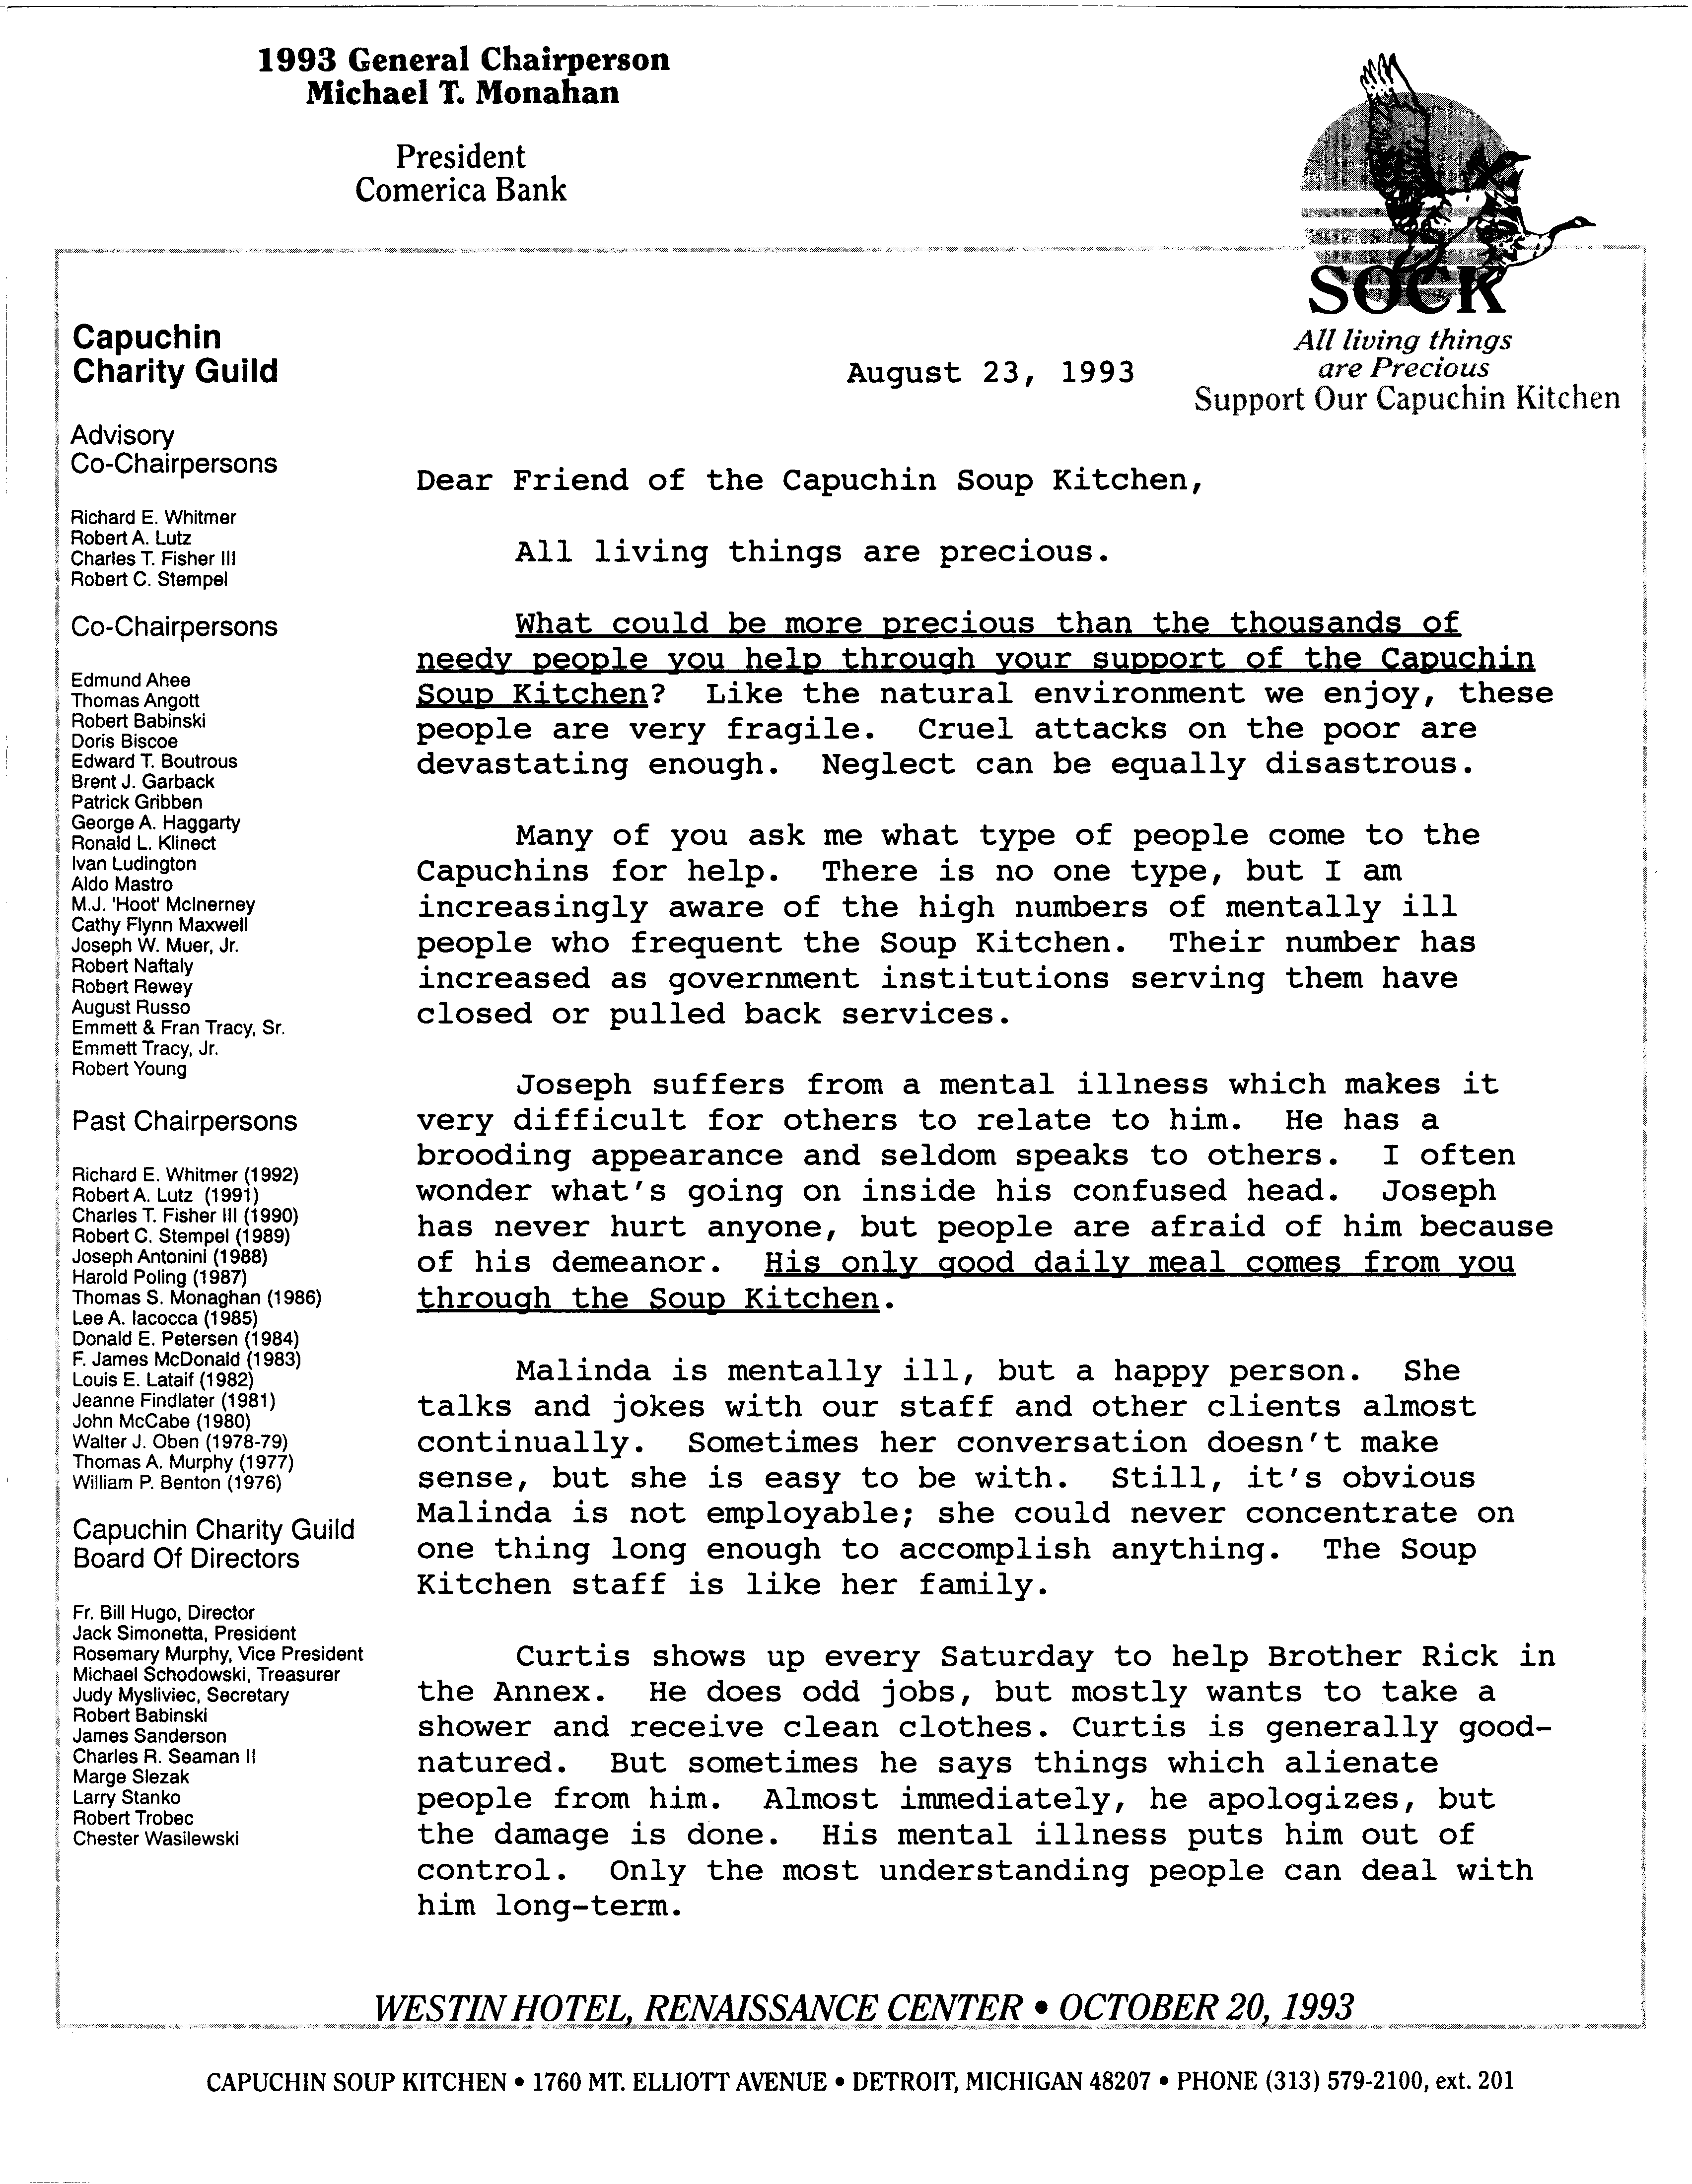 1993 General Chairperson
Michael T. Monahan
President
Comerica Bank
SOCK
All living things
are Precious
Support Our Capuchin Kitchen
Capuchin
Charity Guild
Advisory
Co-Chairpersons
Richard E. Whitmer
Robert A. Lutz
Charles T. Fisher III
Robert C. Stempel
Co-Chairpersons
Edmund Ahee
Thomas Angott
Robert Babinski
Doris Biscoe
Edward T. Boutrous
Brent J. Garback
Patrick Gribben
George A. Haggarty
Ronald L. Klinect
Ivan Ludington
Aldo Mastro
M.J. 'Hoot' McInerney
Cathy Flynn Maxwell
Joseph W. Muer, Jr.
Robert Naftaly
Robert Rewey
August Russo
Emmett & Fran Tracy, Sr.
Emmett Tracy, Jr.
Robert Young
Past Chairpersons
Richard E. Whitmer (1992)
Robert A. Lutz (1991)
Charles T. Fisher III (1990)
Robert C. Stempel (1989)
Joseph Antonini (1988)
Harold Poling (1987)
Thomas S. Monaghan (1986)
Lee A. Iacocca (1985)
Donald E. Petersen (1984)
F. James McDonald (1983)
Louis E. Lataif (1982)
Jeanne Findlater (1981)
John McCabe (1980)
Walter J. Oben (1978-79)
Thomas A. Murphy (1977)
William P. Benton (1976)
Capuchin Charity Guild
Board Of Directors
Fr. Bill Hugo, Director
Jack Simonetta, President
Rosemary Murphy, Vice President
Michael Schodowski, Treasurer
Judy Mysliviec, Secretary
Robert Babinski
James Sanderson
Charles R. Seaman II
Marge Slezak
Larry Stanko
Robert Trobec
Chester Wasilewski
August 23, 1993
Dear Friend of the Capuchin Soup Kitchen,
All living things are precious.
What could be more precious than the thousands of
needy people you help through your support of the Capuchin
Soup Kitchen? Like the natural environment we enjoy, these
people are very fragile. Cruel attacks on the poor are
devastating enough. Neglect can be equally disastrous.
Many of you ask me what type of people come to the
Capuchins for help. There is no one type, but I am
increasingly aware of the high numbers of mentally ill
people who frequent the Soup Kitchen. Their number has
increased as government institutions serving them have
closed or pulled back services.
Joseph suffers from a mental illness which makes it
very difficult for others to relate to him. He has a
brooding appearance and seldom speaks to others. I often
wonder what's going on inside his confused head. Joseph
has never hurt anyone, but people are afraid of him because
of his demeanor. His only good daily meal comes from you
through the Soup Kitchen.
Malinda is mentally ill, but a happy person. She
talks and jokes with our staff and other clients almost
continually. Sometimes her conversation doesn't make
sense, but she is easy to be with. Still, it's obvious
Malinda is not employable; she could never concentrate on
one thing long enough to accomplish anything. The Soup
Kitchen staff is like her family.
Curtis shows up every Saturday to help Brother Rick in
the Annex. He does odd jobs, but mostly wants to take a
shower and receive clean clothes. Curtis is generally good-
natured. But sometimes he says things which alienate
people from him. Almost immediately, he apologizes, but
the damage is done. His mental illness puts him out of
control. Only the most understanding people can deal with
him long-term.
WESTIN HOTEL, RENAISSANCE CENTER • OCTOBER 20, 1993
CAPUCHIN SOUP KITCHEN • 1760 MT. ELLIOTT AVENUE • DETROIT, MICHIGAN 48207 • PHONE (313) 579-2100, ext. 201